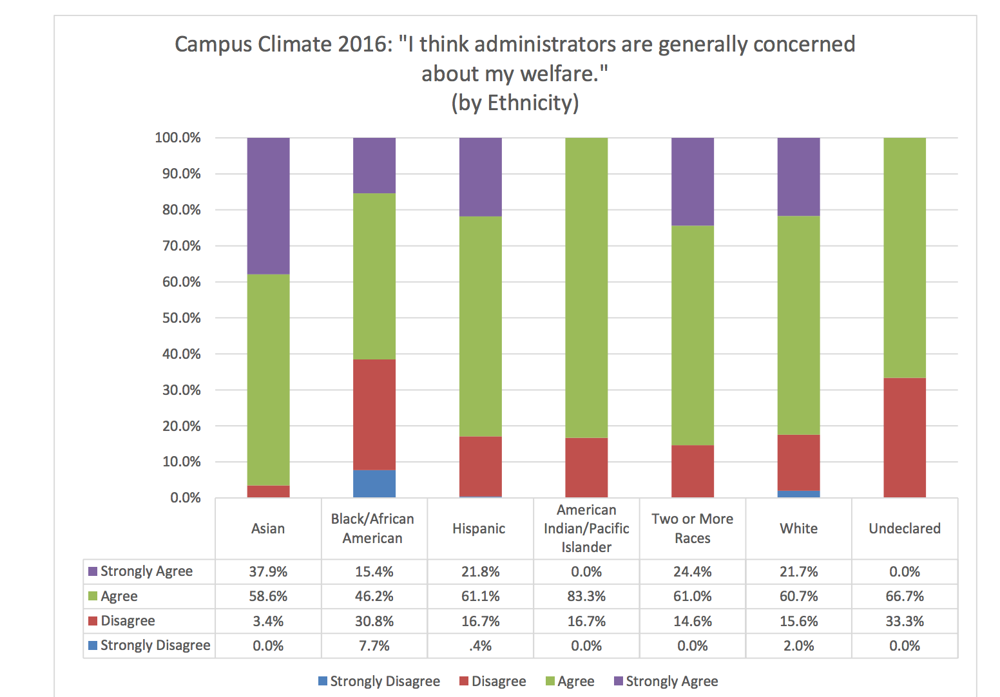 Campus Climate 2016: "I think administrators are generally concerned
about my welfare."
(by Ethnicity)
100.0%
90.0%
80.0%
70.0%
60.0%
50.0%
40.0%
30.0%
20.0%
10.0%
0.0%
Asian
Black/African
American
Hispanic
American
Indian/Pacific
Islander
Two or More
Races
White
Undeclared
Strongly Agree 37.9% 15.4% 21.8% 0.0% 24.4% 21.7% 0.0%
Agree 58.6% 46.2% 61.1% 83.3% 61.0% 60.7% 66.7%
Disagree 3.4% 30.8% 16.7% 16.7% 14.6% 15.6% 33.3%
Strongly Disagree 0.0% 7.7% .4% 0.0% 0.0% 2.0% 0.0%
Strongly Disagree Disagree Agree Strongly Agree